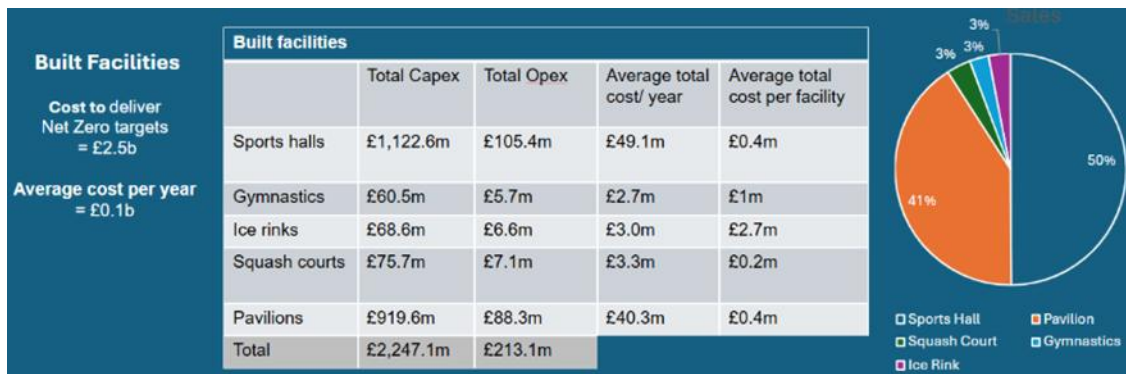 Built Facilities
Cost to deliver
Net Zero targets
= £2.5b
Average cost per year
= £0.1b
Built facilities
Total Capex Total Opex Average total cost/ year Average total cost per facility
Sports halls £1,122.6m £105.4m £49.1m £0.4m
Gymnastics £60.5m £5.7m £2.7m £1m
Ice rinks £68.6m £6.6m £3.0m £2.7m
Squash courts £75.7m £7.1m £3.3m £0.2m
Pavilions £919.6m £88.3m £40.3m £0.4m
Total £2,247.1m £213.1m
Sales
3%
3% 3%
50%
41%
Sports Hall Pavilion
Squash Court Gymnastics
Ice Rink